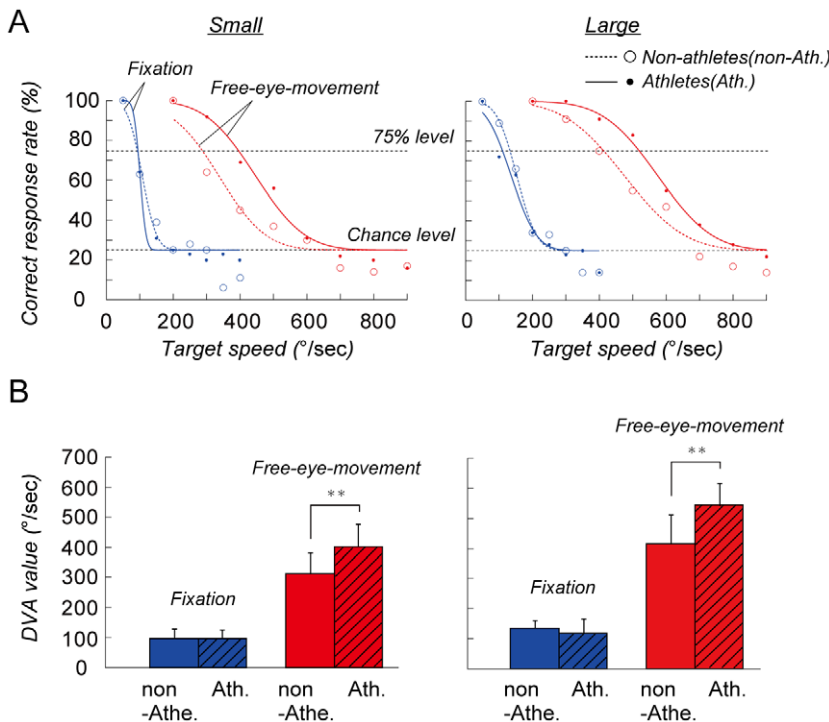 A
Small
Large
Non-athletes(non-Ath.)
Athletes(Ath.)
Fixation
Free-eye-movement
75% level
Chance level
Correct response rate (%)
100
80
60
40
20
0
0 200 400 600 800
0 200 400 600 800
Target speed (°/sec)
Target speed (°/sec)
B
DVA value (°/sec)
700
600
500
400
300
200
100
0
Free-eye-movement
**
Fixation
non
-Athe.
Ath.
non
-Athe.
Ath.
Free-eye-movement
**
Fixation
non
-Athe.
Ath.
non
-Athe.
Ath.